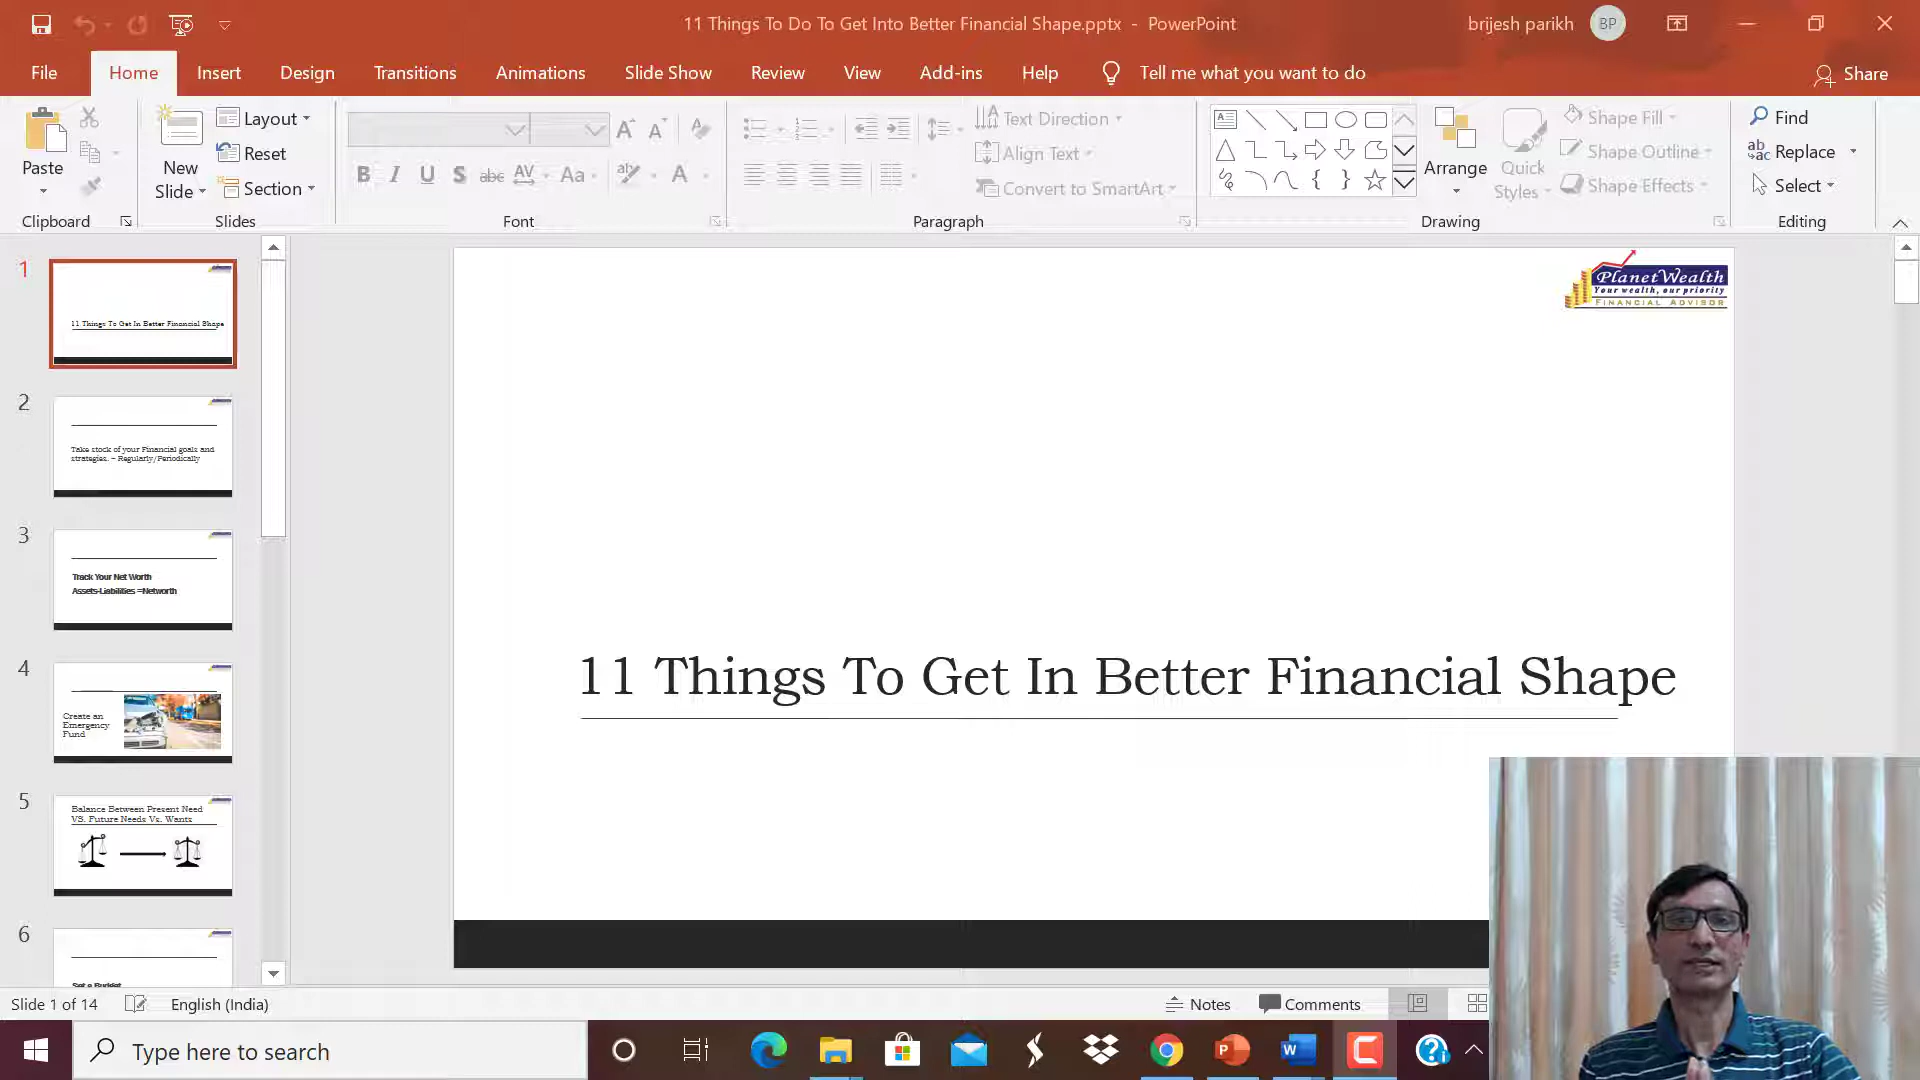 11 Things To Do To Get Into Better Financial Shape.pptx - PowerPoint
brijesh parikh
BP
File
Home
Insert
Design
Transitions
Animations
Slide Show
Review
View
Add-ins
Help
Tell me what you want to do
Share
Paste
Clipboard
New Slide
Layout
Reset
Section
Slides
B I U S abc AV Aa A
Font
Text Direction
Align Text
Convert to SmartArt
Paragraph
Arrange
Quick Styles
Shape Fill
Shape Outline
Shape Effects
Drawing
Find
Replace
Select
Editing
1
11 Things To Get In Better Financial Shape
2
Take stock of your Financial goals and
strategies. – Regularly/Periodically
3
Track Your Net Worth
Assets-Liabilities =Networth
4
Create an
Emergency
Fund
5
Balance Between Present Need
VS. Future Needs Vs. Wants
6
Set a Budget
PlanetWealth
Your wealth, our priority
FINANCIAL ADVISOR
11 Things To Get In Better Financial Shape
Slide 1 of 14
English (India)
Notes
Comments
Type here to search